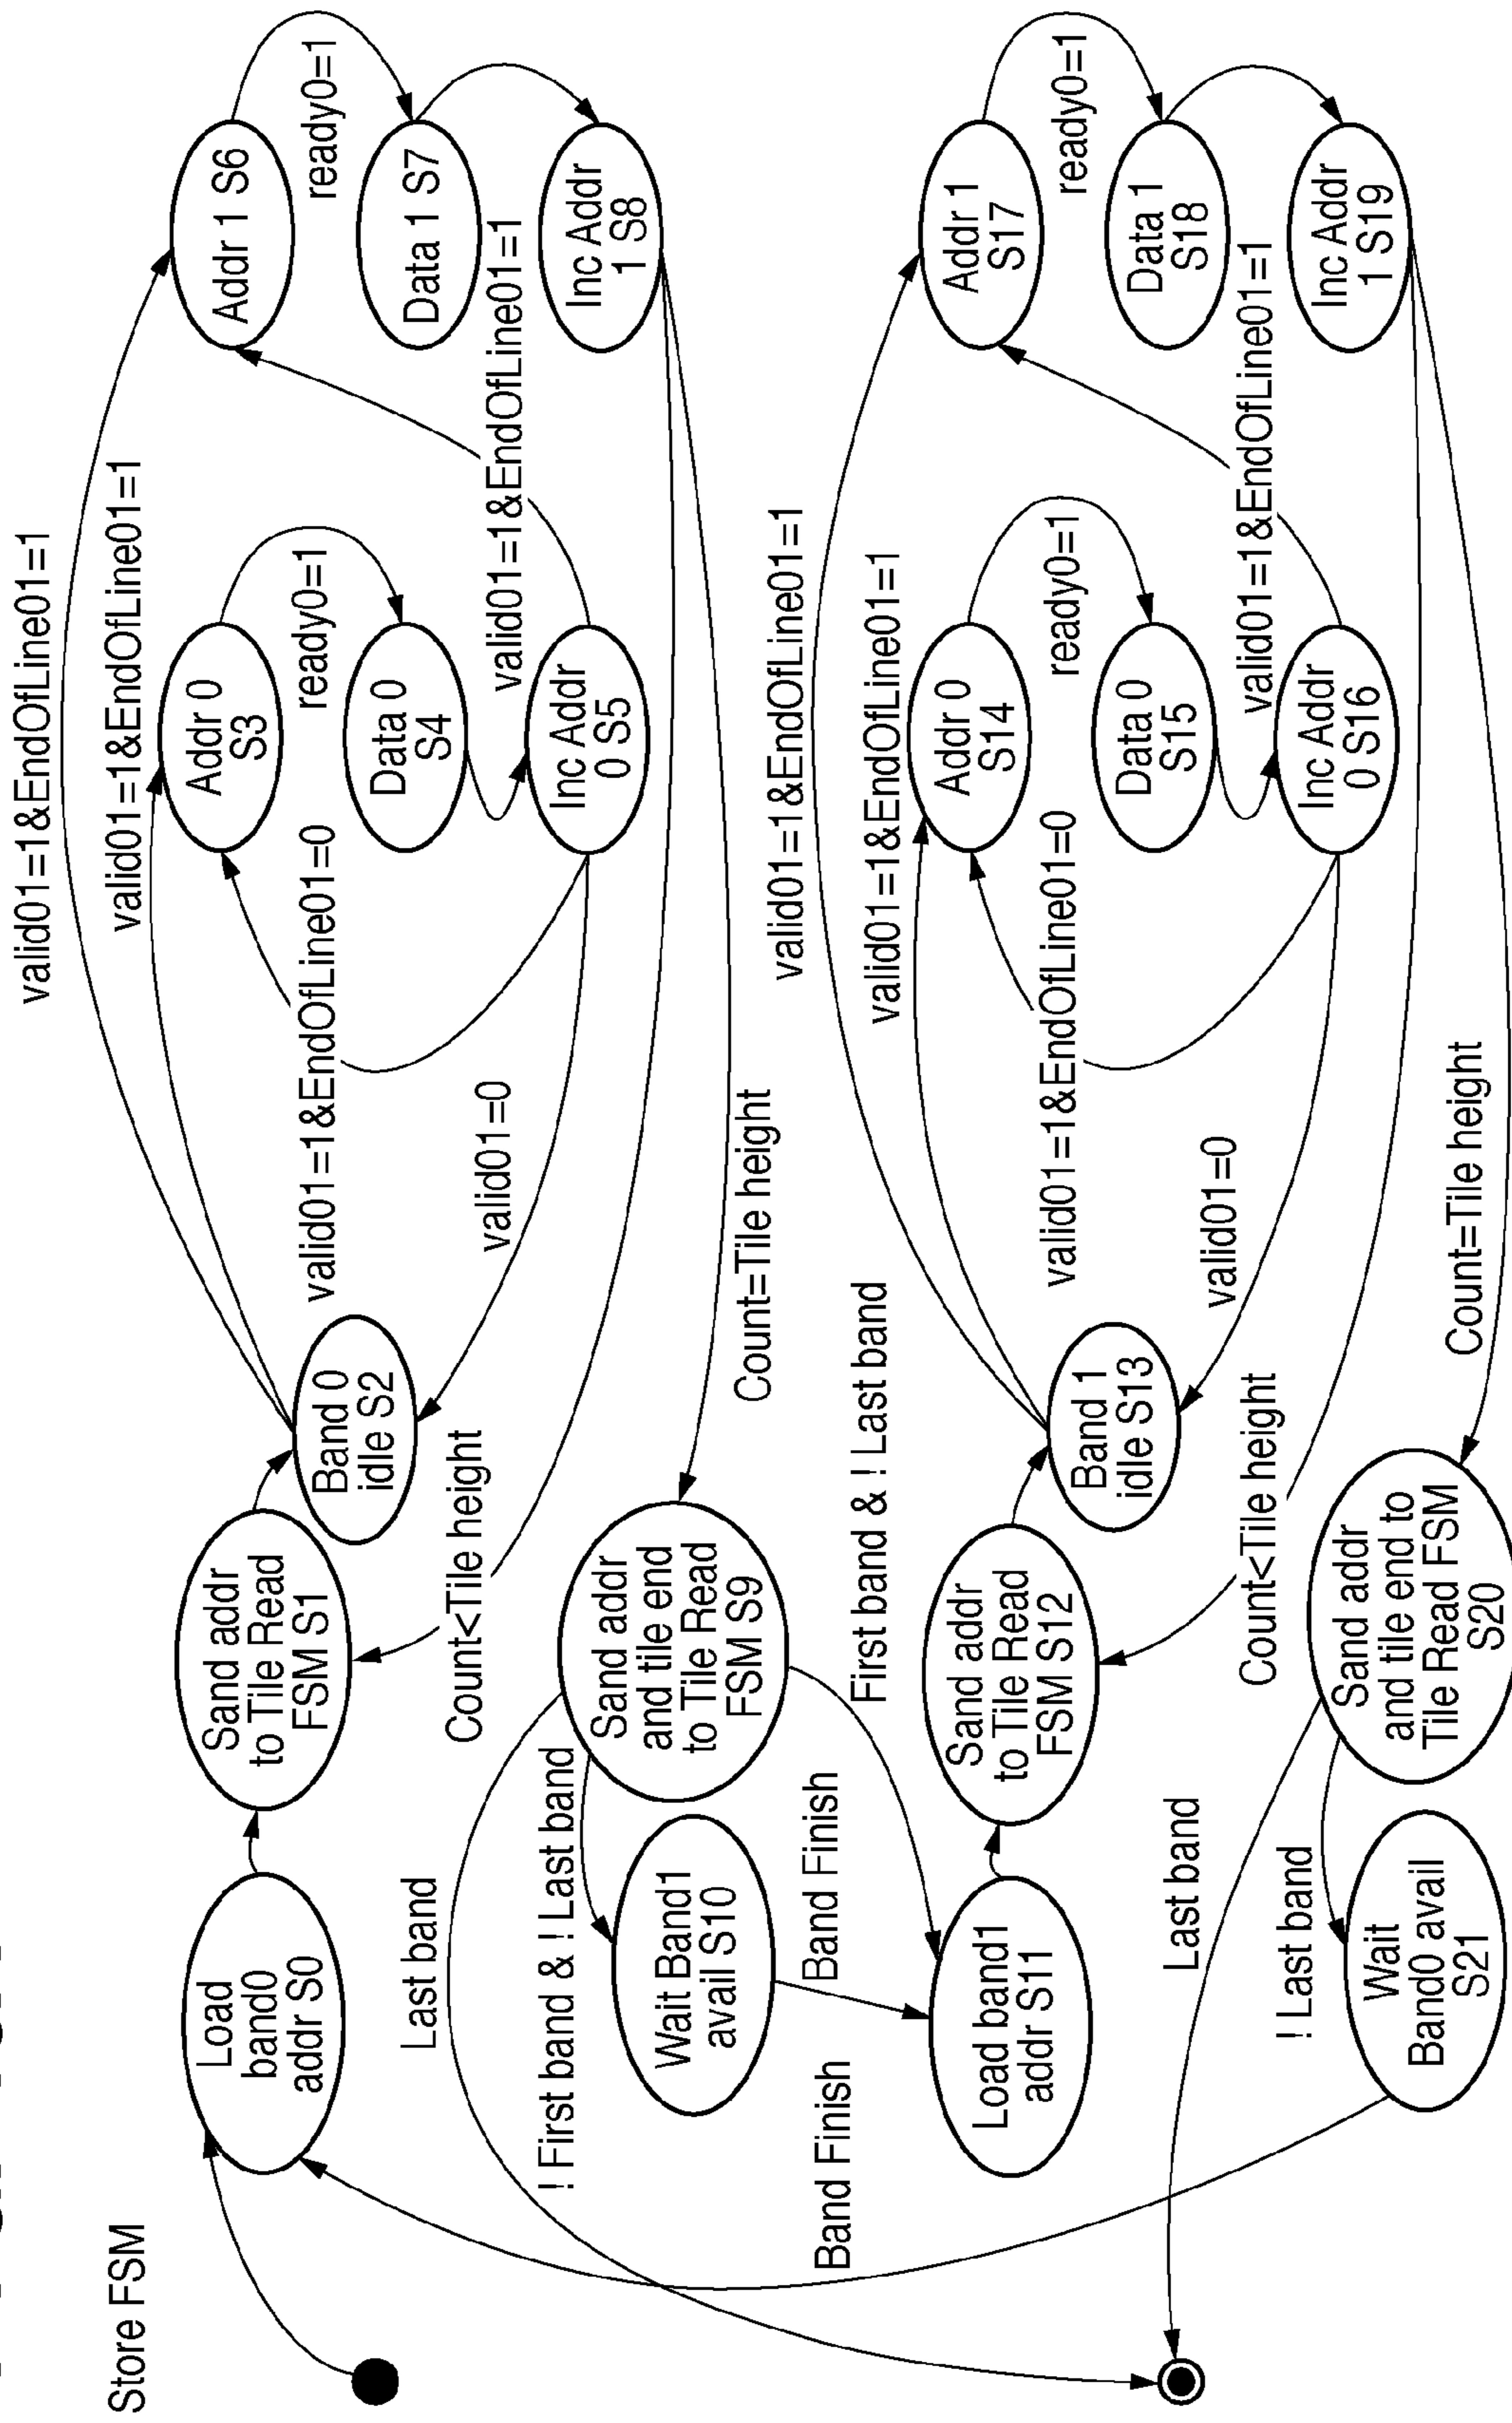 Store FSM
Load
band0
addr S0
Sand addr
to Tile Read
FSM S1
Band 0
idle S2
valid01=1&EndOfLine01=1
valid01=1&EndOfLine01=1
Addr 0
S3
ready0=1
Data 0
S4
Inc Addr
0 S5
valid01=1&EndOfLine01=0
valid01=0
valid01=1&EndOfLine01=1
Addr 1 S6
ready0=1
Data 1 S7
Inc Addr
1 S8
Count<Tile height
Count=Tile height
Sand addr
and tile end
to Tile Read
FSM S9
Last band
! First band & ! Last band
Wait Band1
avail S10
Band Finish
First band & ! Last band
Load band1
addr S11
Band Finish
Sand addr
to Tile Read
FSM S12
Band 1
idle S13
valid01=1&EndOfLine01=1
valid01=1&EndOfLine01=1
Addr 0
S14
ready0=1
Data 0
S15
Inc Addr
0 S16
valid01=1&EndOfLine01=0
valid01=0
valid01=1&EndOfLine01=1
Addr 1
S17
ready0=1
Data 1
S18
Inc Addr
1 S19
Count<Tile height
Count=Tile height
Sand addr
and tile end to
Tile Read FSM
S20
Last band
! Last band
Wait
Band0 avail
S21